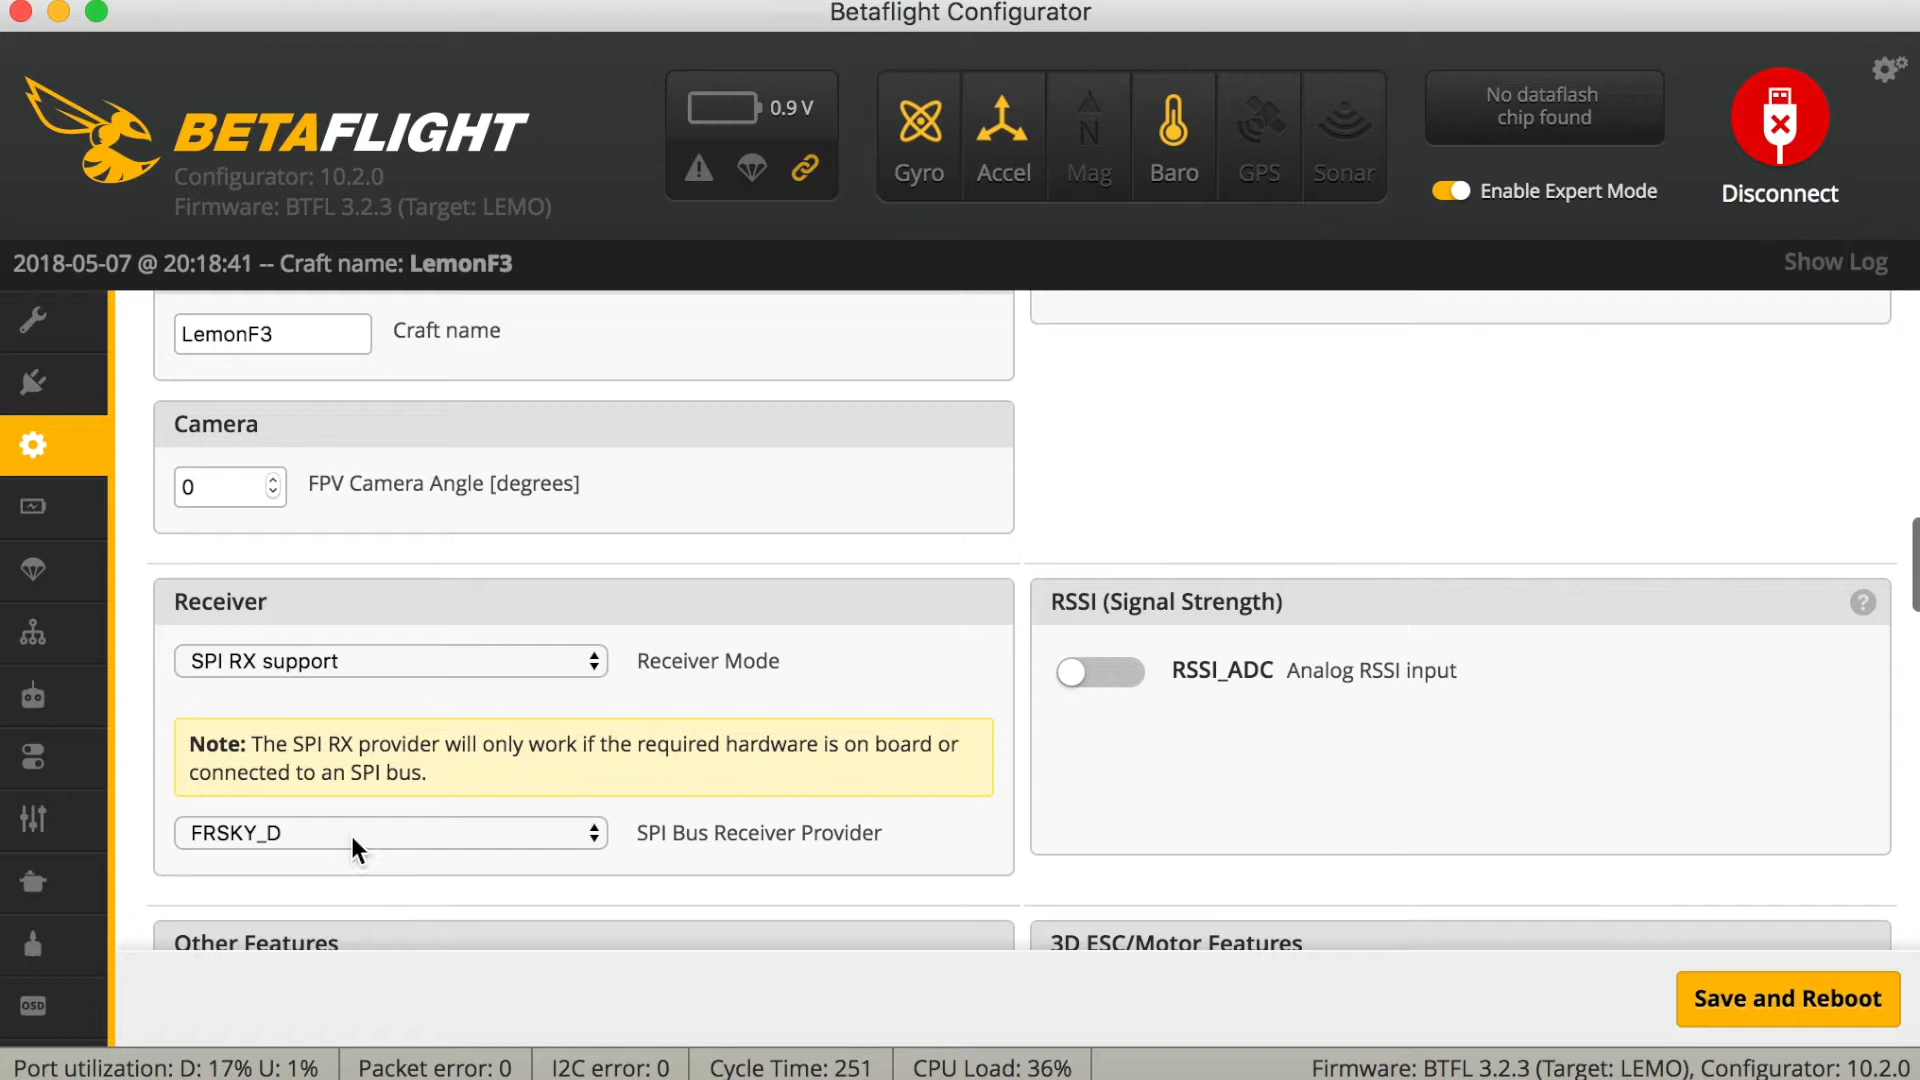 Betaflight Configurator
BETAFLIGHT
Configurator: 10.2.0
Firmware: BTFL 3.2.3 (Target: LEMO)
0.9 V
Gyro
Accel
N
Mag
Baro
GPS
Sonar
No dataflash
chip found
Enable Expert Mode
Disconnect
2018-05-07 @ 20:18:41 -- Craft name: LemonF3
Show Log
LemonF3 Craft name
Camera
0 FPV Camera Angle [degrees]
Receiver
SPI RX support Receiver Mode
Note: The SPI RX provider will only work if the required hardware is on board or
connected to an SPI bus.
FRSKY_D SPI Bus Receiver Provider
RSSI (Signal Strength)
?
RSSI_ADC Analog RSSI input
Other Features
3D ESC/Motor Features
OSD
Save and Reboot
Port utilization: D: 17% U: 1% Packet error: 0 I2C error: 0 Cycle Time: 251 CPU Load: 36% Firmware: BTFL 3.2.3 (Target: LEMO), Configurator: 10.2.0